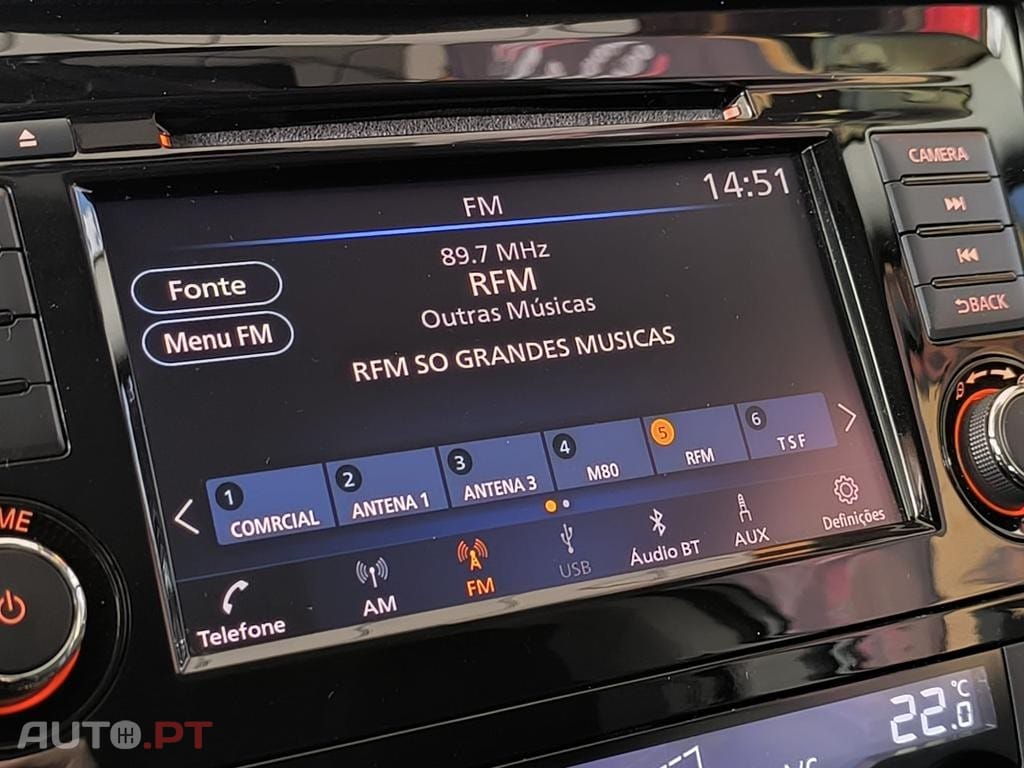 CAMERA
FM
14:51
89.7 MHz
RFM
Outras Músicas
RFM SO GRANDES MUSICAS
Fonte
Menu FM
BACK
1 COMRCIAL
2 ANTENA 1
3 ANTENA 3
4 M80
5 RFM
6 TSF
Telefone
AM
FM
USB
Áudio BT
AUX
Definições
22.0 °C
AUTO.PT